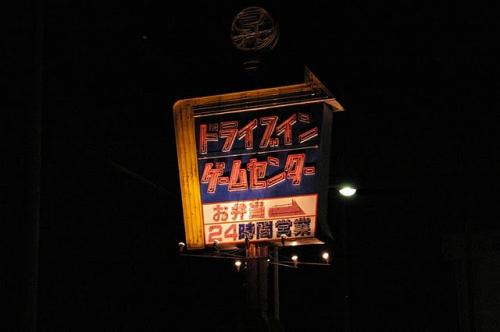 昇
ドライブイン
ゲームセンター
お弁当
24時間営業